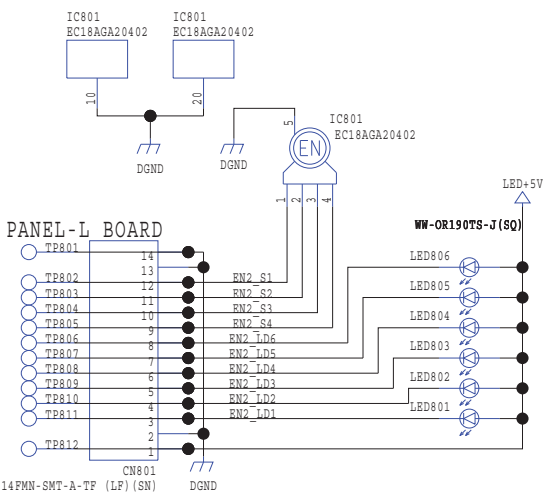 IC801
EC18AGA20402
IC801
EC18AGA20402
10
20
DGND
5
DGND
IC801
EC18AGA20402
EN
1
2
3
4
LED+5V
WW-OR190TS-J(SQ)
PANEL-L BOARD
TP801
14
13
TP802
12
EN2_S1
TP803
11
EN2_S2
TP804
10
EN2_S3
TP805
9
EN2_S4
TP806
8
EN2_LD6
LED806
TP807
7
EN2_LD5
LED805
TP808
6
EN2_LD4
LED804
TP809
5
EN2_LD3
LED803
TP810
4
EN2_LD2
LED802
TP811
3
EN2_LD1
LED801
2
TP812
1
CN801
14FMN-SMT-A-TF (LF)(SN)
DGND